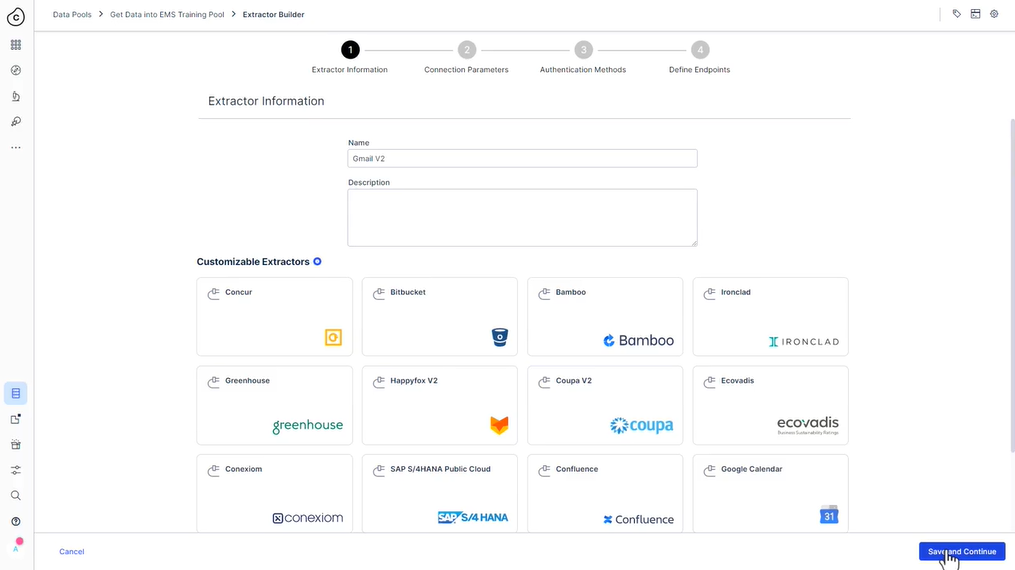 Data Pools > Get Data into EMS Training Pool > Extractor Builder
1 2 3 4
Extractor Information Connection Parameters Authentication Methods Define Endpoints
Extractor Information
Name
Gmail V2
Description
Customizable Extractors
Concur
Bitbucket
Bamboo
Bamboo
Ironclad
IRONCLAD
Greenhouse
greenhouse
Happyfox V2
Coupa V2
coupa
Ecovadis
ecovadis
Business Sustainability Ratings
Conexiom
conexiom
SAP S/4HANA Public Cloud
SAP S/4 HANA
Confluence
Confluence
Google Calendar
31
Cancel
Save and Continue